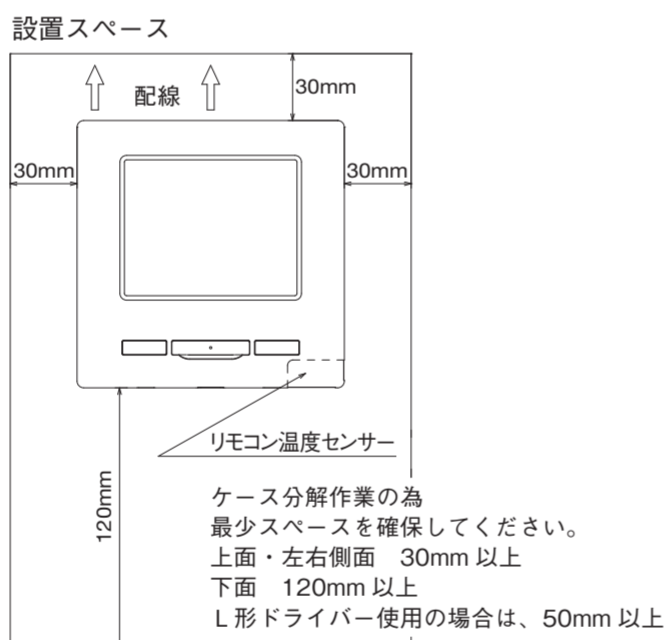 設置スペース
配線
30mm
30mm
30mm
リモコン温度センサー
120mm
ケース分解作業の為
最少スペースを確保してください。
上面・左右側面　30mm 以上
下面　120mm 以上
L 形ドライバー使用の場合は、50mm 以上